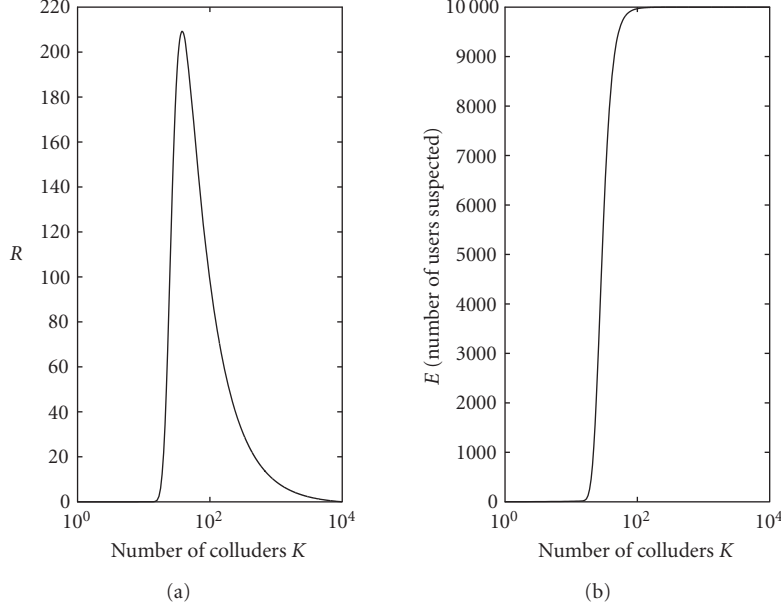 220
200
180
160
140
120
100
80
60
40
20
0
R
10^0 10^2 10^4
Number of colluders K
(a)
10 000
9000
8000
7000
6000
5000
4000
3000
2000
1000
0
E (number of users suspected)
10^0 10^2 10^4
Number of colluders K
(b)